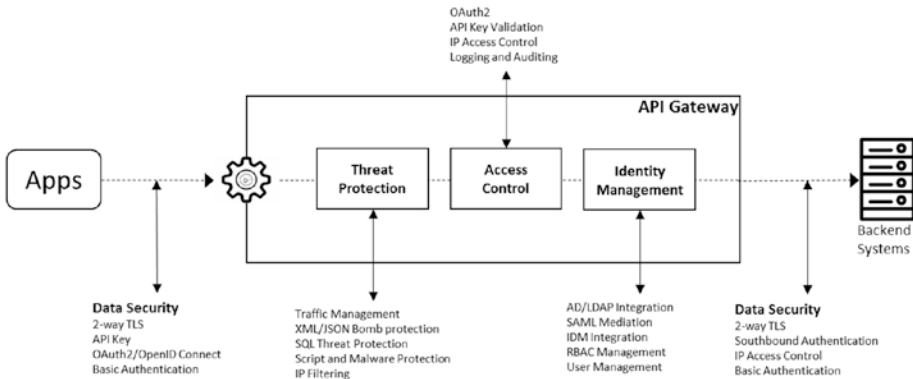 OAuth2
API Key Validation
IP Access Control
Logging and Auditing
API Gateway
Apps
Threat
Protection
Access
Control
Identity
Management
Backend
Systems
Data Security
2-way TLS
API Key
OAuth2/OpenID Connect
Basic Authentication
Traffic Management
XML/JSON Bomb protection
SQL Threat Protection
Script and Malware Protection
IP Filtering
AD/LDAP Integration
SAML Mediation
IDM Integration
RBAC Management
User Management
Data Security
2-way TLS
Southbound Authentication
IP Access Control
Basic Authentication